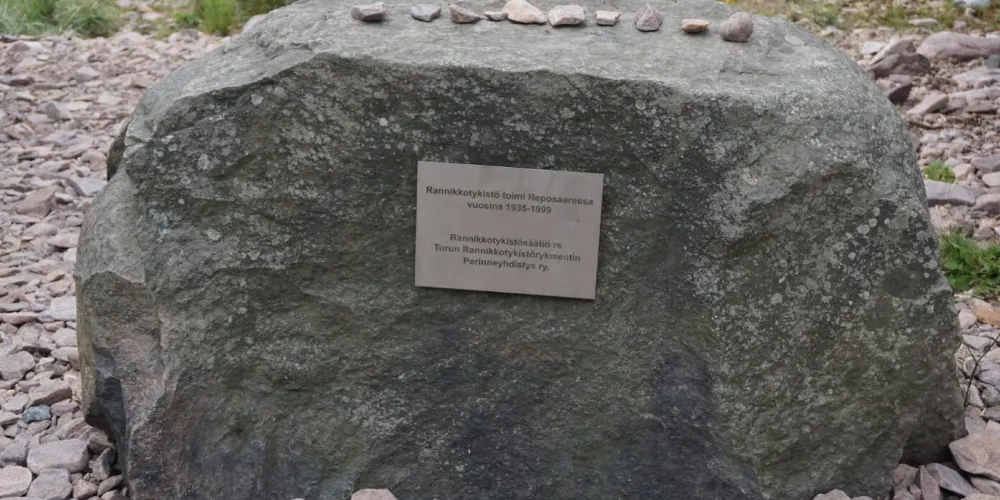 Rannikkotykistö toimi Reposaaressa
vuosina 1935-1999
Rannikkotykistösäätiö rs.
Turun Rannikkotykistörykmentin
Perinneyhdistys ry.